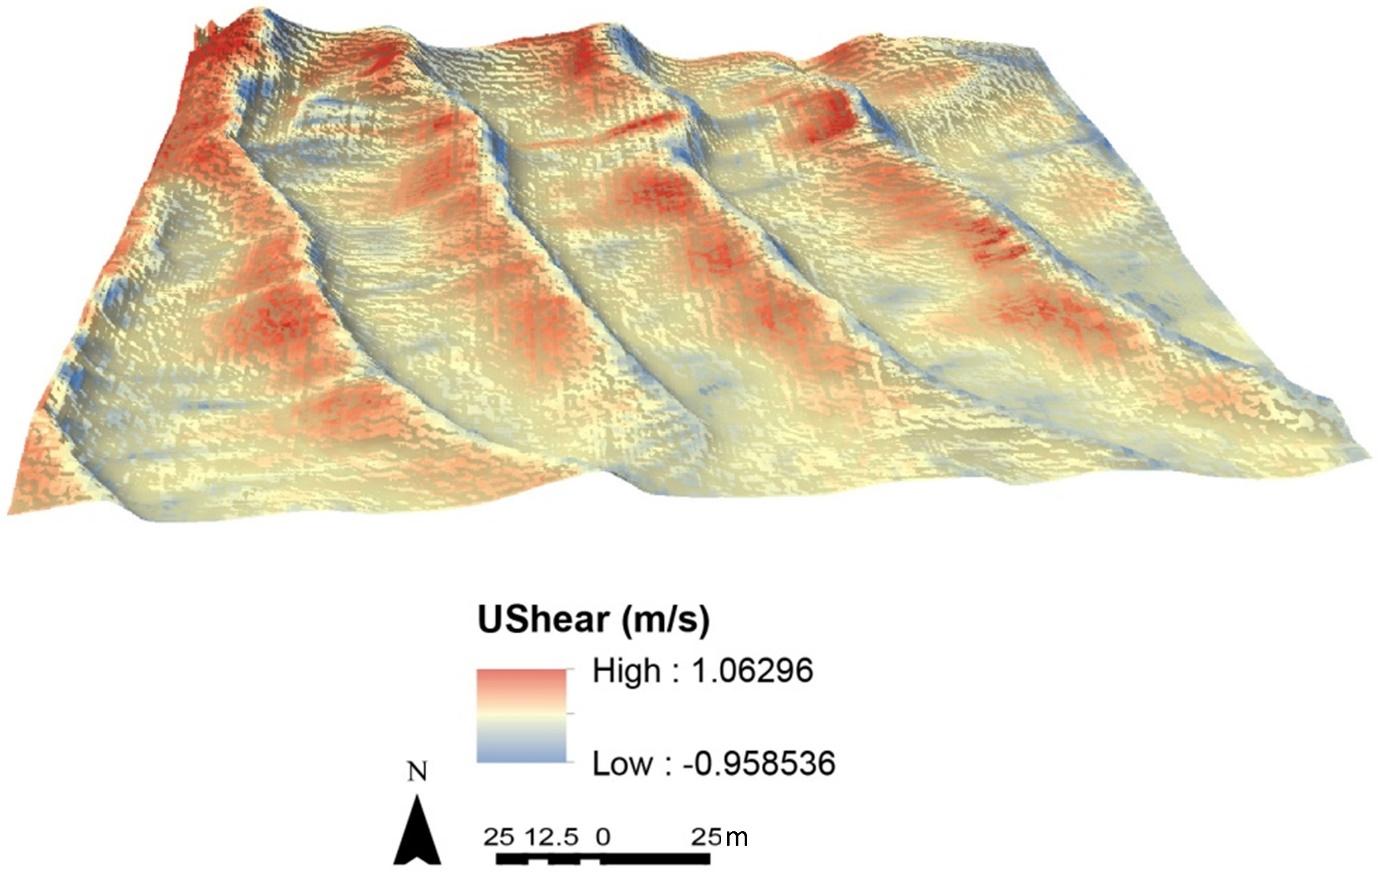 UShear (m/s)
High : 1.06296
Low : -0.958536
N
25 12.5 0 25m